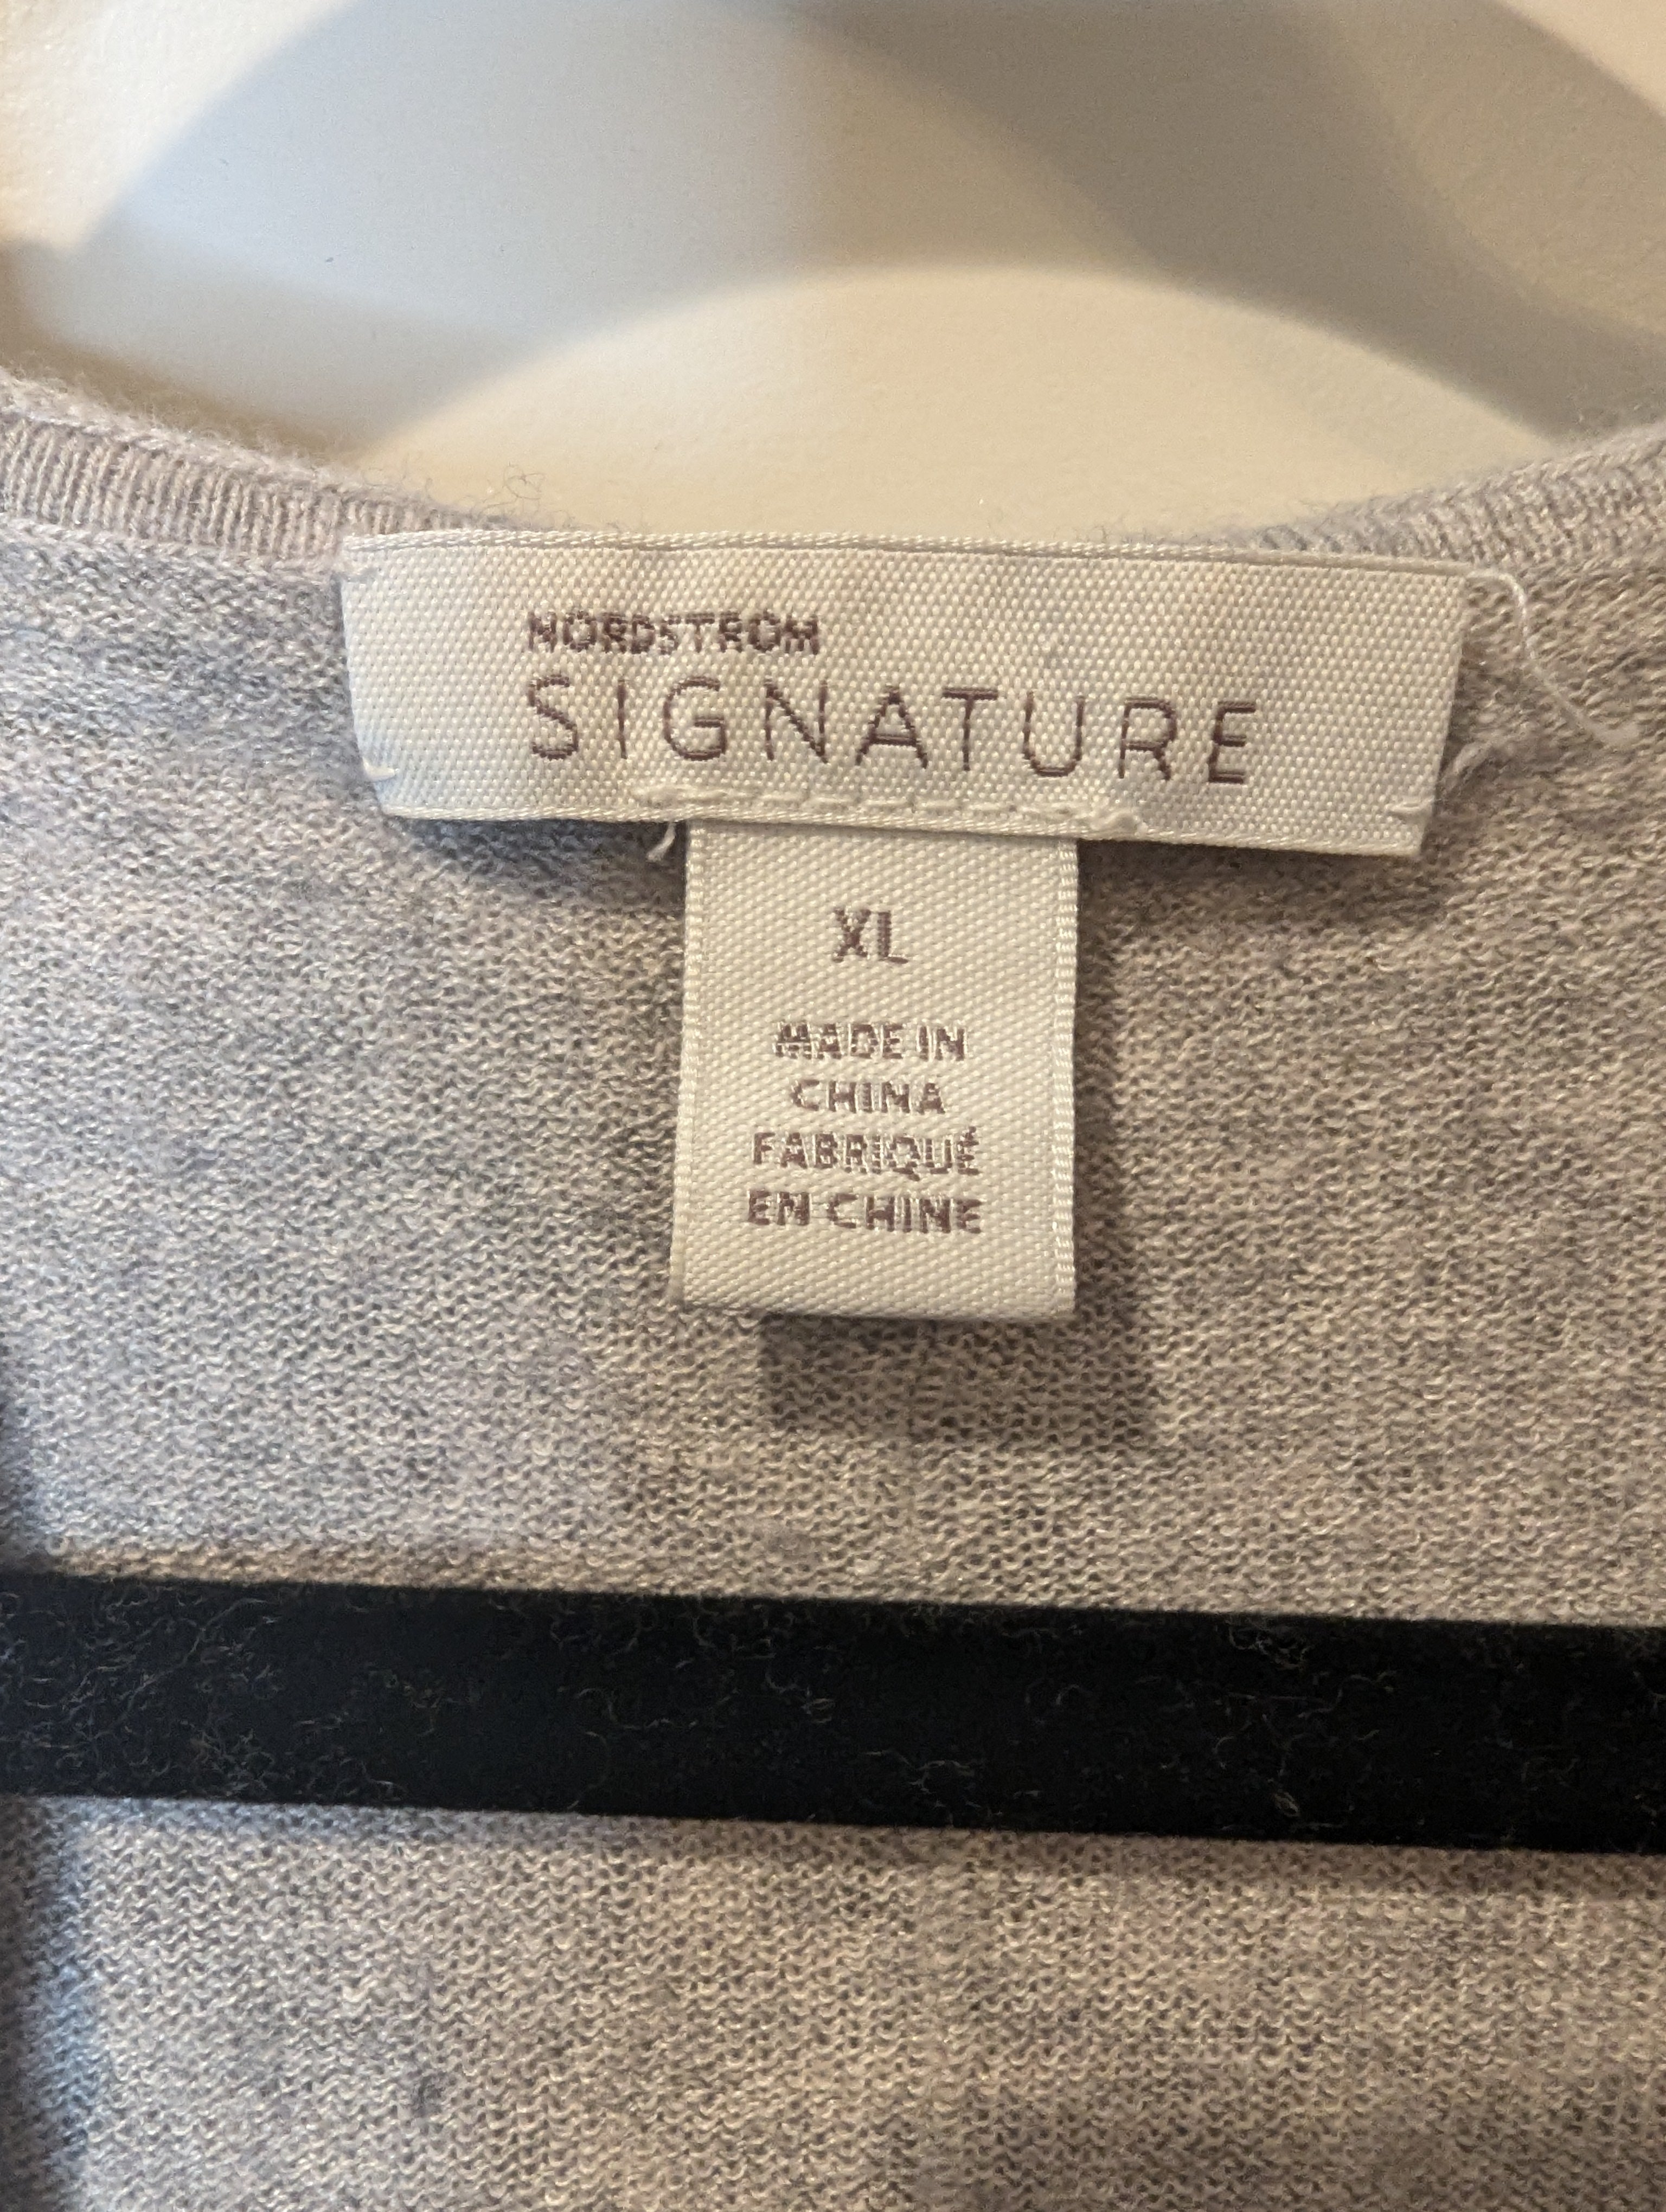 NORDSTROM
SIGNATURE
XL
MADE IN
CHINA
FABRIQUÉ
EN CHINE